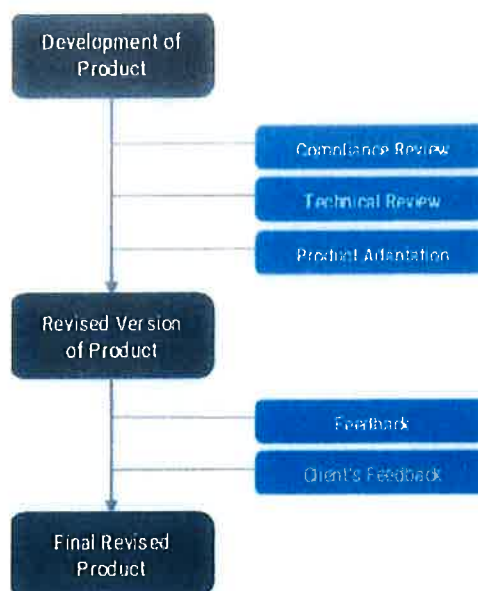 Development of
Product
Compliance Review
Technical Review
Product Adaptation
Revised Version
of Product
Feedback
Client's Feedback
Final Revised
Product